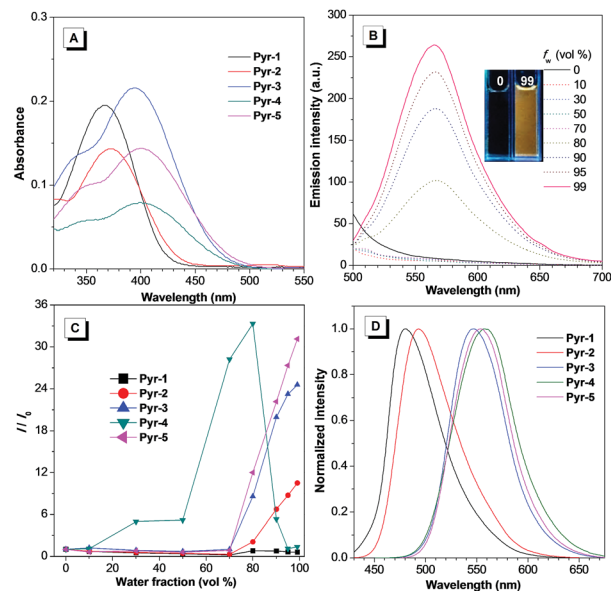 A
Pyr-1
Pyr-2
Pyr-3
Pyr-4
Pyr-5
Absorbance
0.3
0.2
0.1
0.0
350 400 450 500 550
Wavelength (nm)
B
fw (vol %)
0
10
30
50
70
80
90
95
99
0 99
Emission intensity (a.u.)
300
250
200
150
100
50
0
500 550 600 650 700
Wavelength (nm)
C
Pyr-1
Pyr-2
Pyr-3
Pyr-4
Pyr-5
I / I0
36
30
24
18
12
6
0
0 20 40 60 80 100
Water fraction (vol %)
D
Pyr-1
Pyr-2
Pyr-3
Pyr-4
Pyr-5
Normalized intensity
1.0
0.8
0.6
0.4
0.2
0.0
450 500 550 600 650
Wavelength (nm)